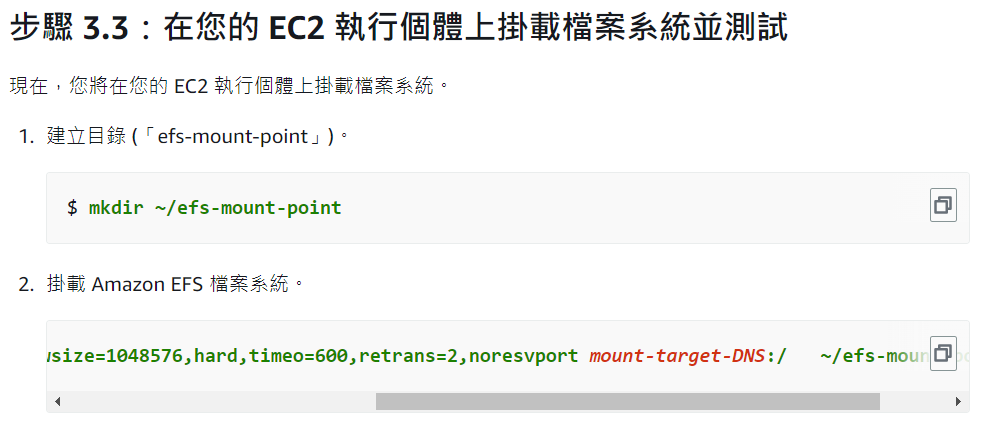 步驟 3.3：在您的 EC2 執行個體上掛載檔案系統並測試
現在，您將在您的 EC2 執行個體上掛載檔案系統。
1. 建立目錄 (「efs-mount-point」)。
$ mkdir ~/efs-mount-point
2. 掛載 Amazon EFS 檔案系統。
wsize=1048576,hard,timeo=600,retrans=2,noresvport mount-target-DNS:/   ~/efs-moun